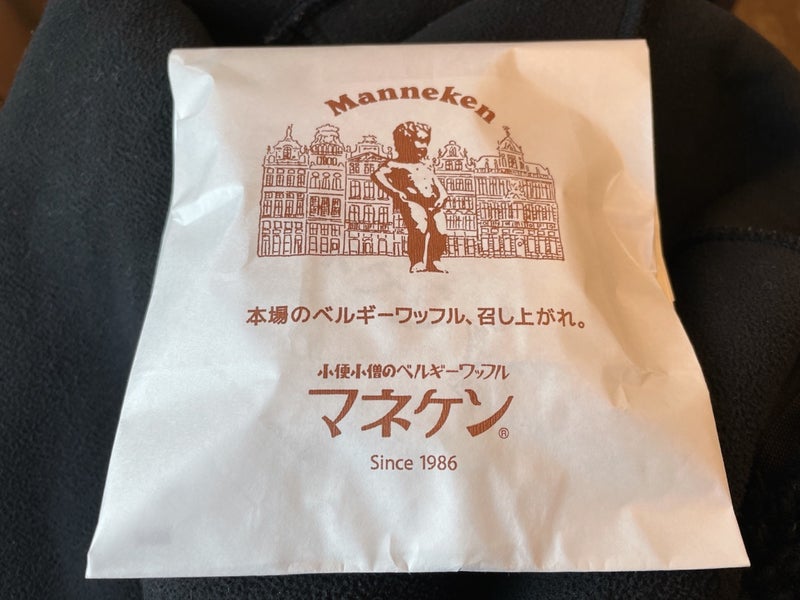 Manneken
本場のベルギーワッフル、召し上がれ。
小便小僧のベルギーワッフル
マネケン®
Since 1986